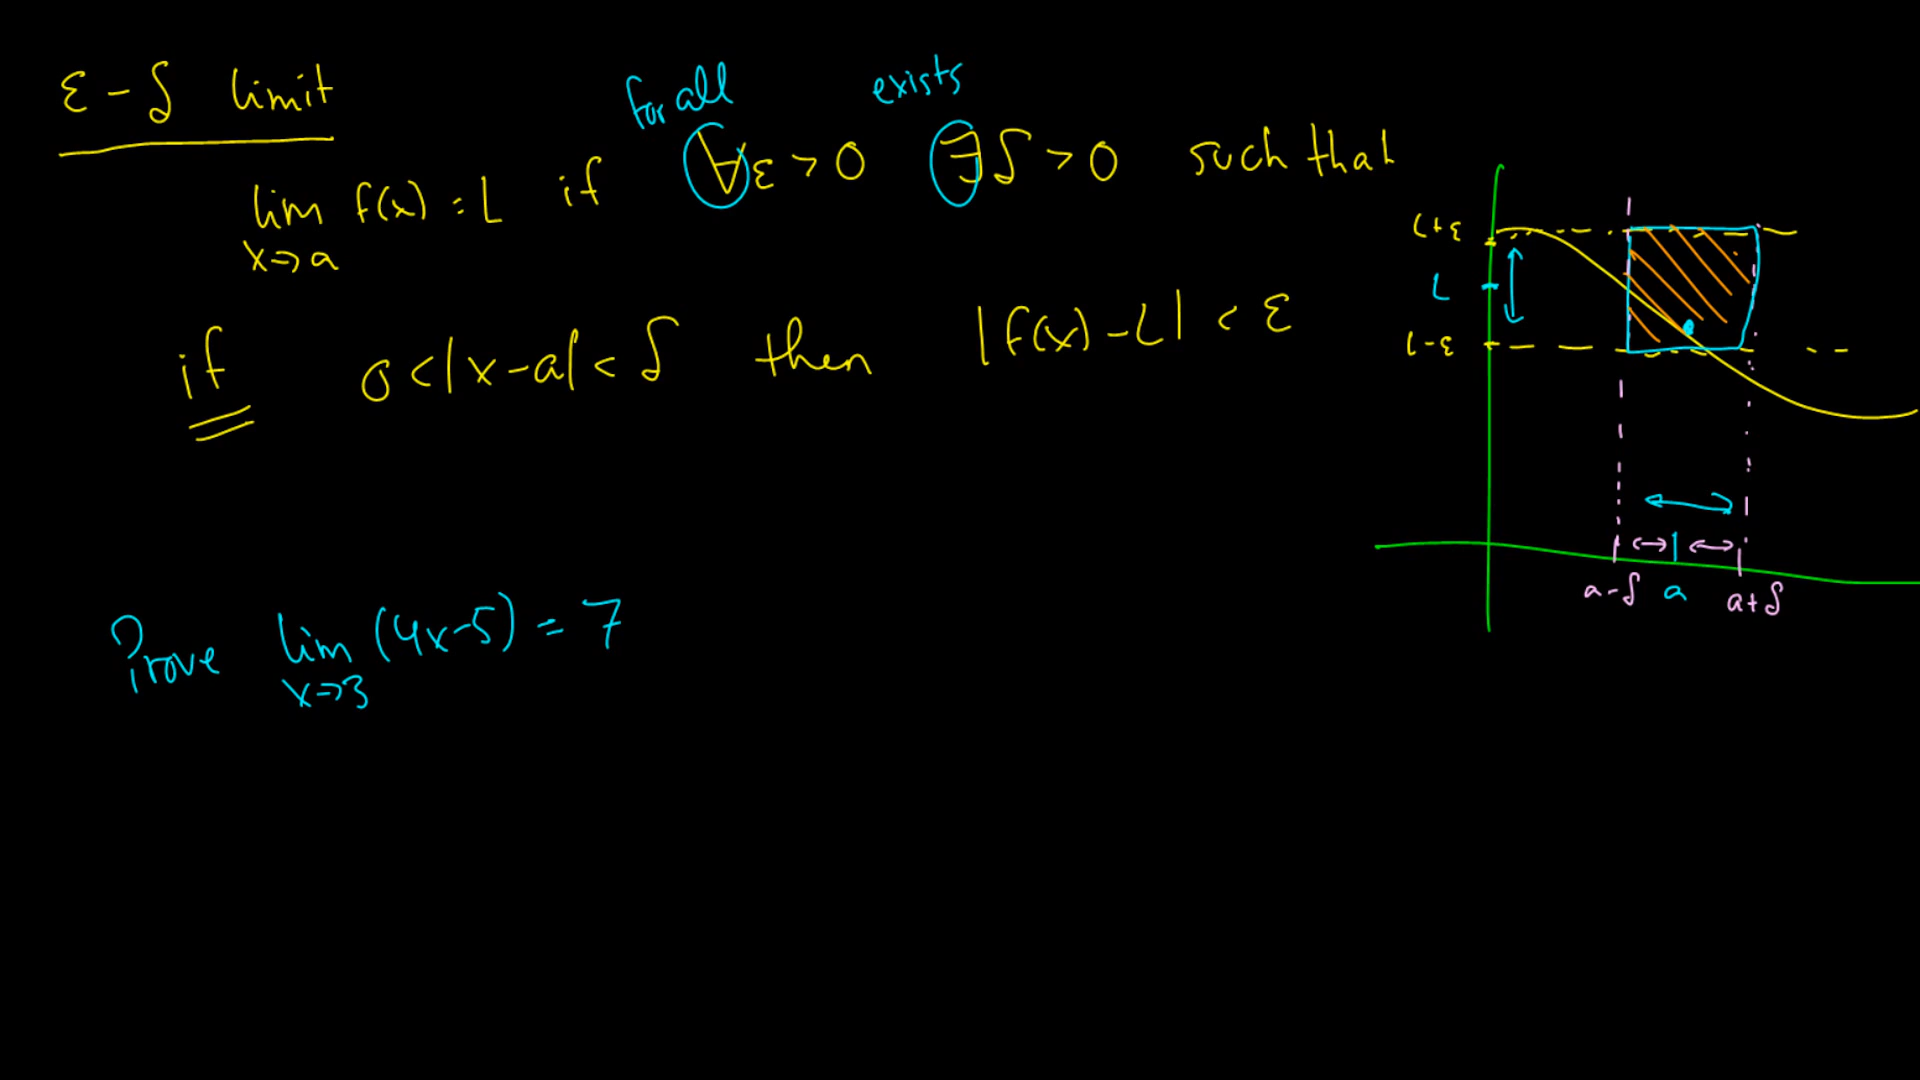 ε-δ limit
for all exists
lim f(x) = L if ∀ε > 0 ∃δ > 0 such that
x→a
if 0<|x-a|<δ then |f(x)-L| < ε
L+ε
L
L-ε
a-δ a a+δ
Prove lim (4x-5) = 7
x→3